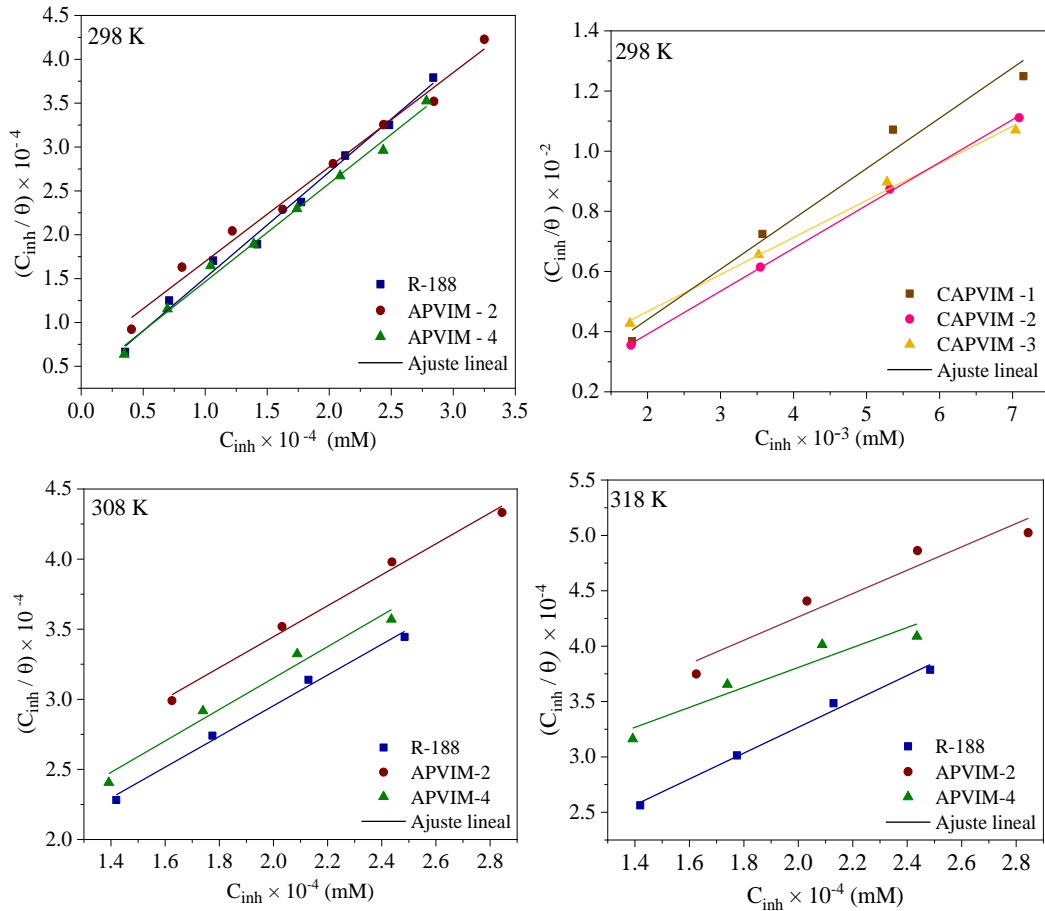 298 K
(C_inh / θ) × 10^-4
4.0
3.5
3.0
2.5
2.0
1.5
1.0
0.5
R-188
APVIM - 2
APVIM - 4
Ajuste lineal
0.0 0.5 1.0 1.5 2.0 2.5 3.0 3.5
C_inh × 10^-4 (mM)
298 K
(C_inh /θ ) × 10^-2
1.4
1.2
1.0
0.8
0.6
0.4
0.2
CAPVIM -1
CAPVIM -2
CAPVIM -3
Ajuste lineal
2 3 4 5 6 7
C_inh × 10^-3 (mM)
308 K
(C_inh / θ) × 10^-4
4.5
4.0
3.5
3.0
2.5
2.0
R-188
APVIM-2
APVIM-4
Ajuste lineal
1.4 1.6 1.8 2.0 2.2 2.4 2.6 2.8
C_inh × 10^-4 (mM)
318 K
(C_inh / θ) × 10^-4
5.5
5.0
4.5
4.0
3.5
3.0
2.5
R-188
APVIM-2
APVIM-4
Ajuste lineal
1.4 1.6 1.8 2.0 2.2 2.4 2.6 2.8
C_inh × 10^-4 (mM)